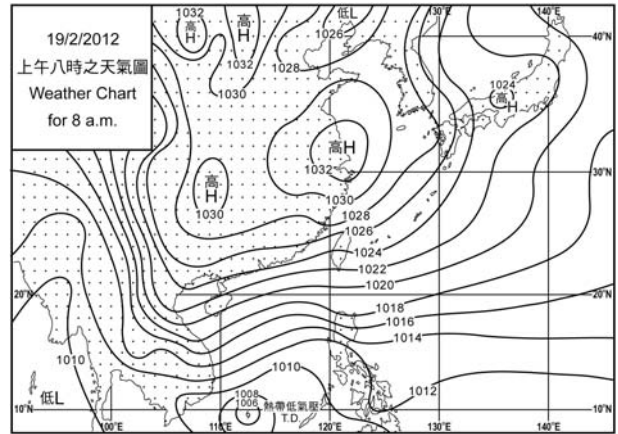 19/2/2012
上午八時之天氣圖
Weather Chart
for 8 a.m.
1032
高
H
高
H
1032
1030
低L
1026
1028
130°E
140°E
40°N
1024
高
H
高H
1032
1030
高
H
1030
30°N
1028
1026
1024
1022
1020
20°N
20°N
1018
1016
1014
1010
1010
1012
低L
1008
1006
熱帶低氣壓
T.D.
10°N
10°N
100°E
110°E
120°E
130°E
140°E